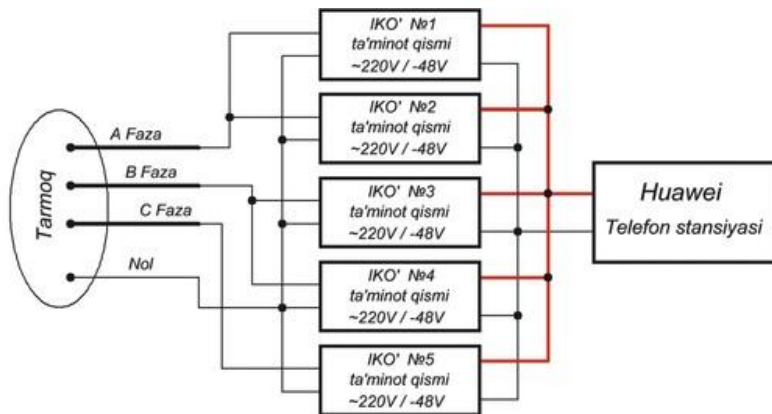 Tarmoq
A Faza
B Faza
C Faza
Nol
IKO' №1
ta'minot qismi
~220V / -48V
IKO' №2
ta'minot qismi
~220V / -48V
IKO' №3
ta'minot qismi
~220V / -48V
IKO' №4
ta'minot qismi
~220V / -48V
IKO' №5
ta'minot qismi
~220V / -48V
Huawei
Telefon stansiyasi